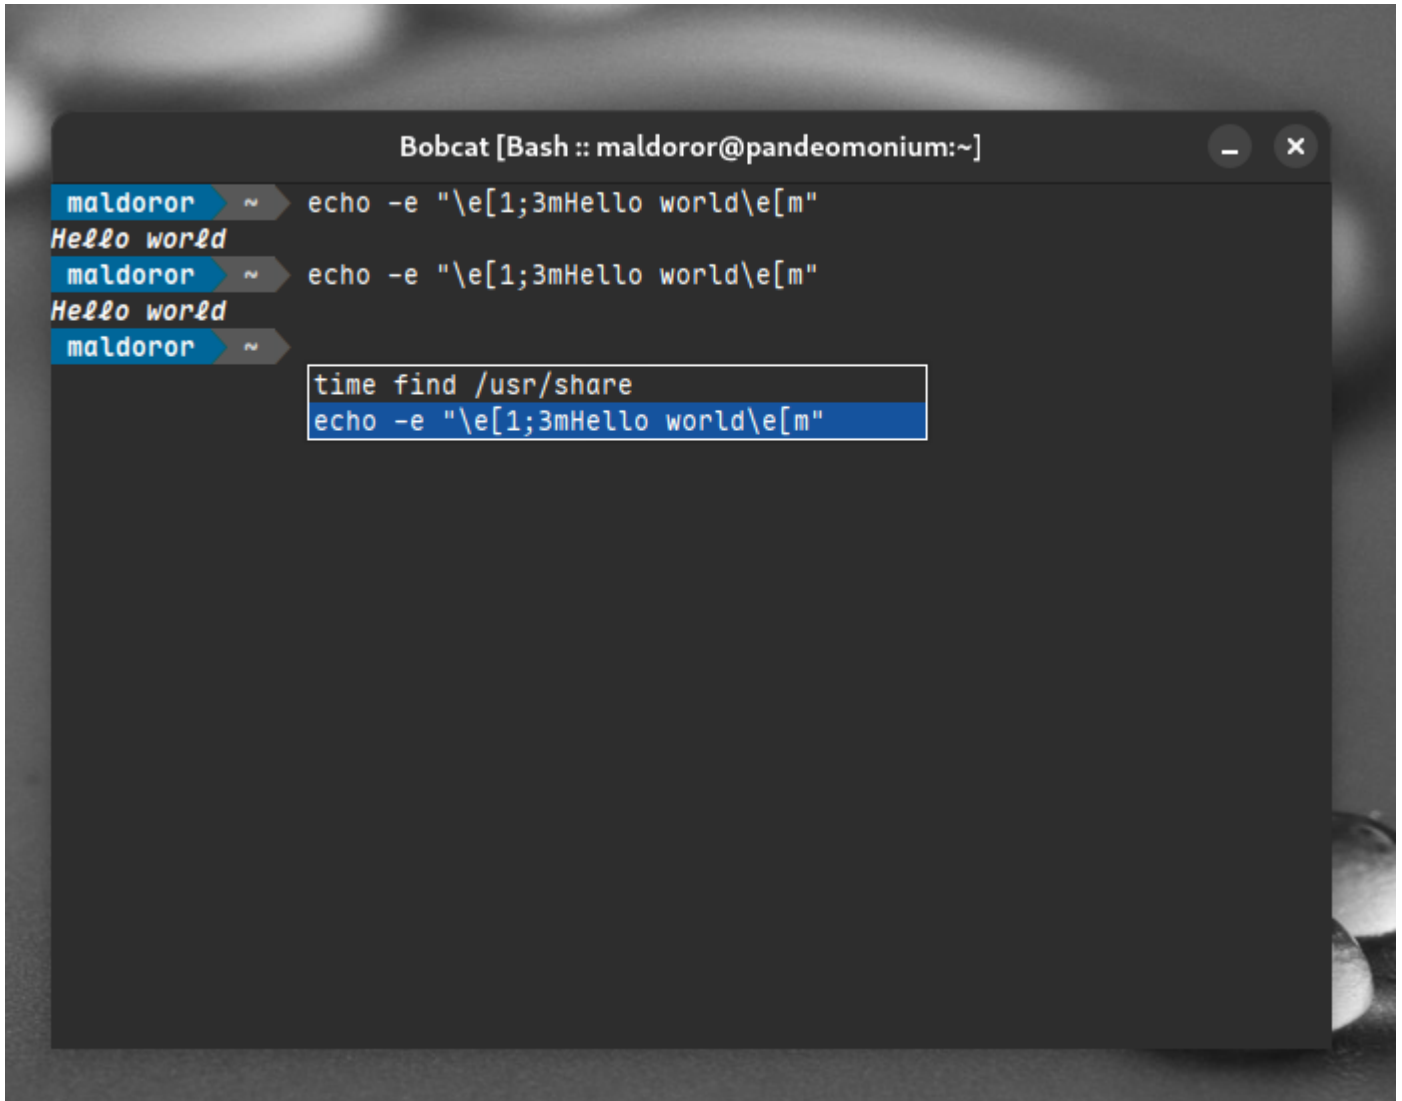 Bobcat [Bash :: maldoror@pandeomonium:~]
maldoror ~ echo -e "\e[1;3mHello world\e[m"
Hello world
maldoror ~ echo -e "\e[1;3mHello world\e[m"
Hello world
maldoror ~
time find /usr/share
echo -e "\e[1;3mHello world\e[m"